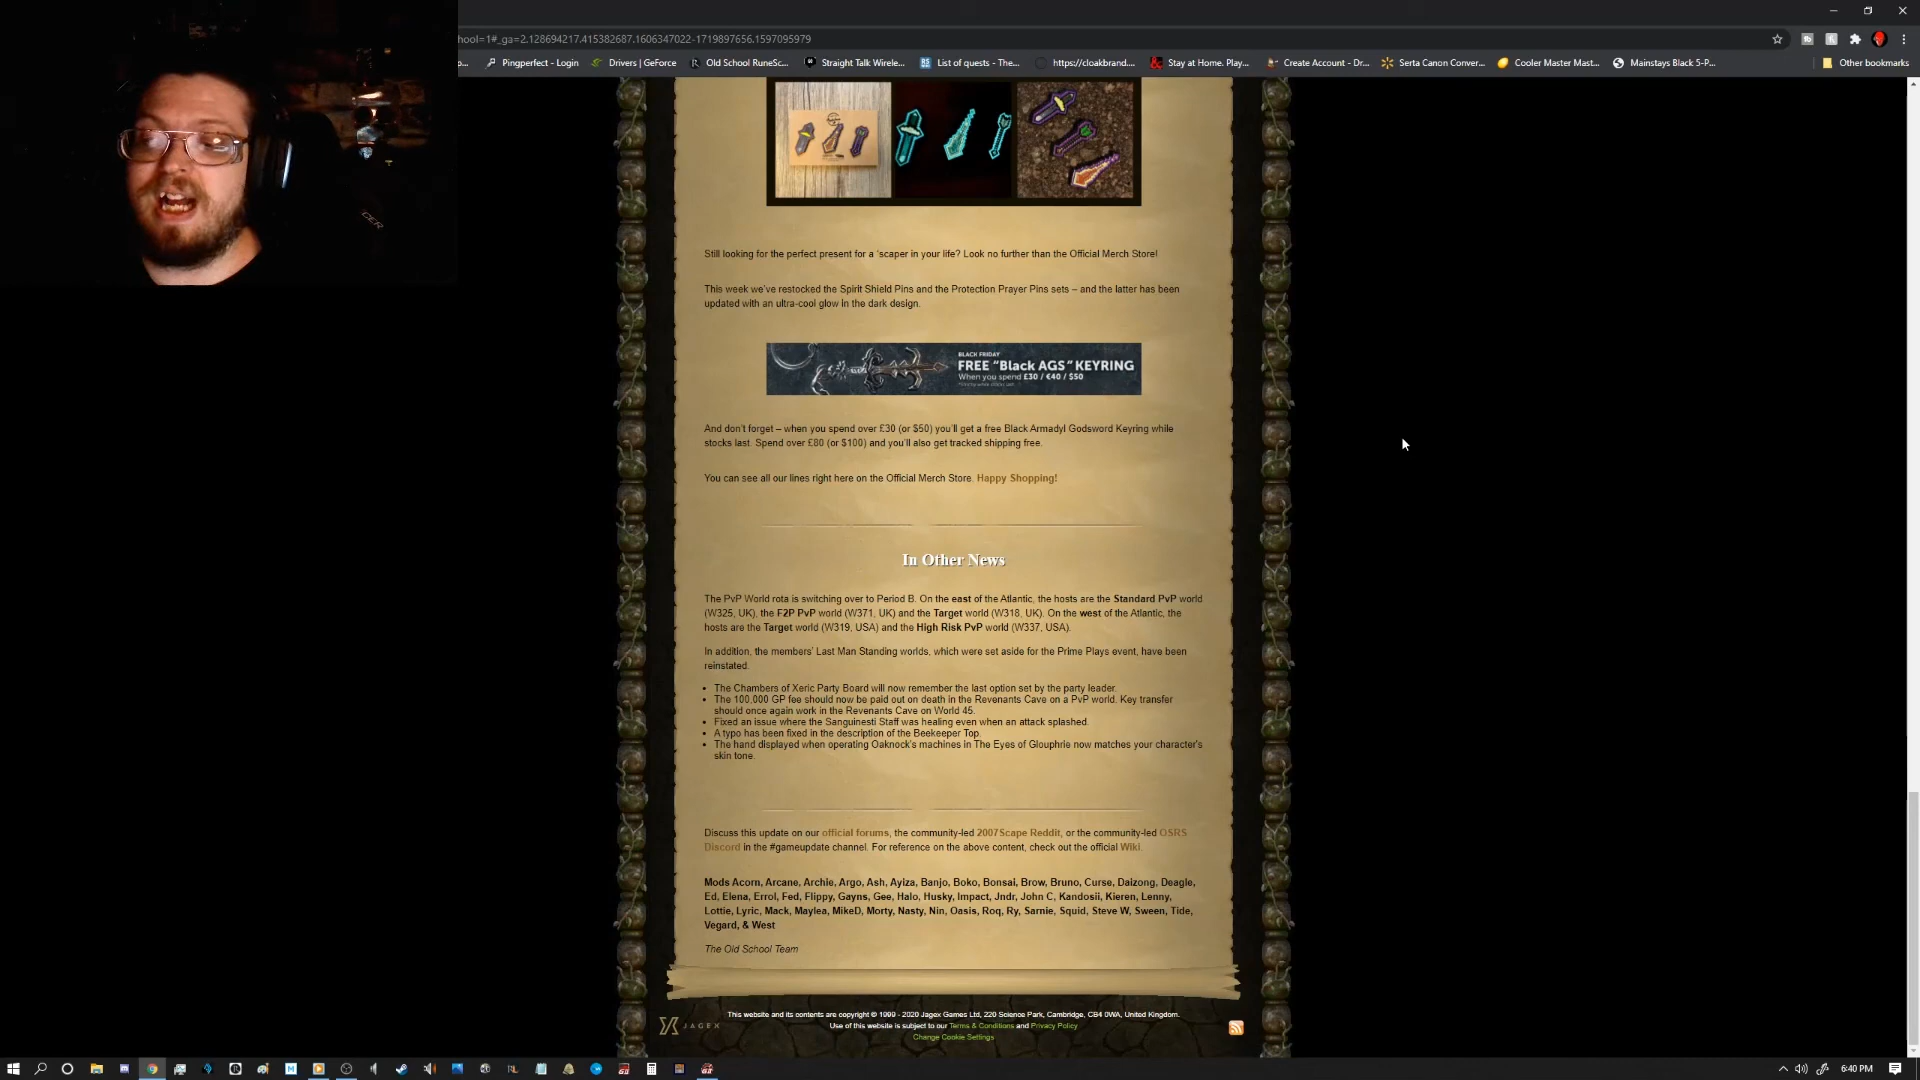 hool=1#_ga=2.128694217.415382687.1606347022-1719897656.1597095979
o... Pingperfect - Login Drivers | GeForce Old School RuneSc... Straight Talk Wirele... List of quests - The... https://cloakbrand.... Stay at Home. Play... Create Account - Dr... Serta Canon Conver... Cooler Master Mast... Mainstays Black 5-P... Other bookmarks
Still looking for the perfect present for a 'scaper in your life? Look no further than the Official Merch Store!
This week we've restocked the Spirit Shield Pins and the Protection Prayer Pins sets – and the latter has been
updated with an ultra-cool glow in the dark design.
BLACK FRIDAY
FREE "Black AGS" KEYRING
When you spend £30 / €40 / $50
And don't forget – when you spend over £30 (or $50) you'll get a free Black Armadyl Godsword Keyring while
stocks last. Spend over £80 (or $100) and you'll also get tracked shipping free.
You can see all our lines right here on the Official Merch Store. Happy Shopping!
In Other News
The PvP World rota is switching over to Period B. On the east of the Atlantic, the hosts are the Standard PvP world
(W325, UK), the F2P PvP world (W371, UK) and the Target world (W318, UK). On the west of the Atlantic, the
hosts are the Target world (W319, USA) and the High Risk PvP world (W337, USA).
In addition, the members' Last Man Standing worlds, which were set aside for the Prime Plays event, have been
reinstated.
• The Chambers of Xeric Party Board will now remember the last option set by the party leader.
• The 100,000 GP fee should now be paid out on death in the Revenants Cave on a PvP world. Key transfer
should once again work in the Revenants Cave on World 45.
• Fixed an issue where the Sanguinesti Staff was healing even when an attack splashed.
• A typo has been fixed in the description of the Beekeeper Top.
• The hand displayed when operating Oaknock's machines in The Eyes of Glouphrie now matches your character's
skin tone.
Discuss this update on our official forums, the community-led 2007Scape Reddit, or the community-led OSRS
Discord in the #gameupdate channel. For reference on the above content, check out the official Wiki.
Mods Acorn, Arcane, Archie, Argo, Ash, Ayiza, Banjo, Boko, Bonsai, Brow, Bruno, Curse, Daizong, Deagle,
Ed, Elena, Errol, Fed, Flippy, Gayns, Gee, Halo, Husky, Impact, Jndr, John C, Kandosii, Kieren, Lenny,
Lottie, Lyric, Mack, Maylea, MikeD, Morty, Nasty, Nin, Oasis, Roq, Ry, Sarnie, Squid, Steve W, Sween, Tide,
Vegard, & West
The Old School Team
JAGEX
This website and its contents are copyright © 1999 - 2020 Jagex Games Ltd, 220 Science Park, Cambridge, CB4 0WA, United Kingdom.
Use of this website is subject to our Terms & Conditions and Privacy Policy
Change Cookie Settings
6:40 PM